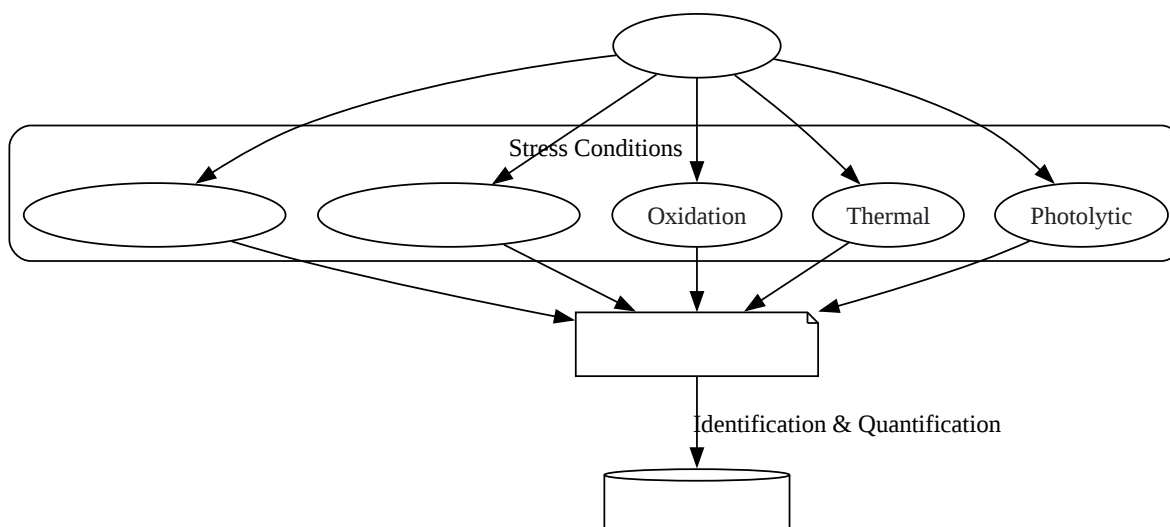 Stress Conditions
Oxidation
Thermal
Photolytic
Identification & Quantification